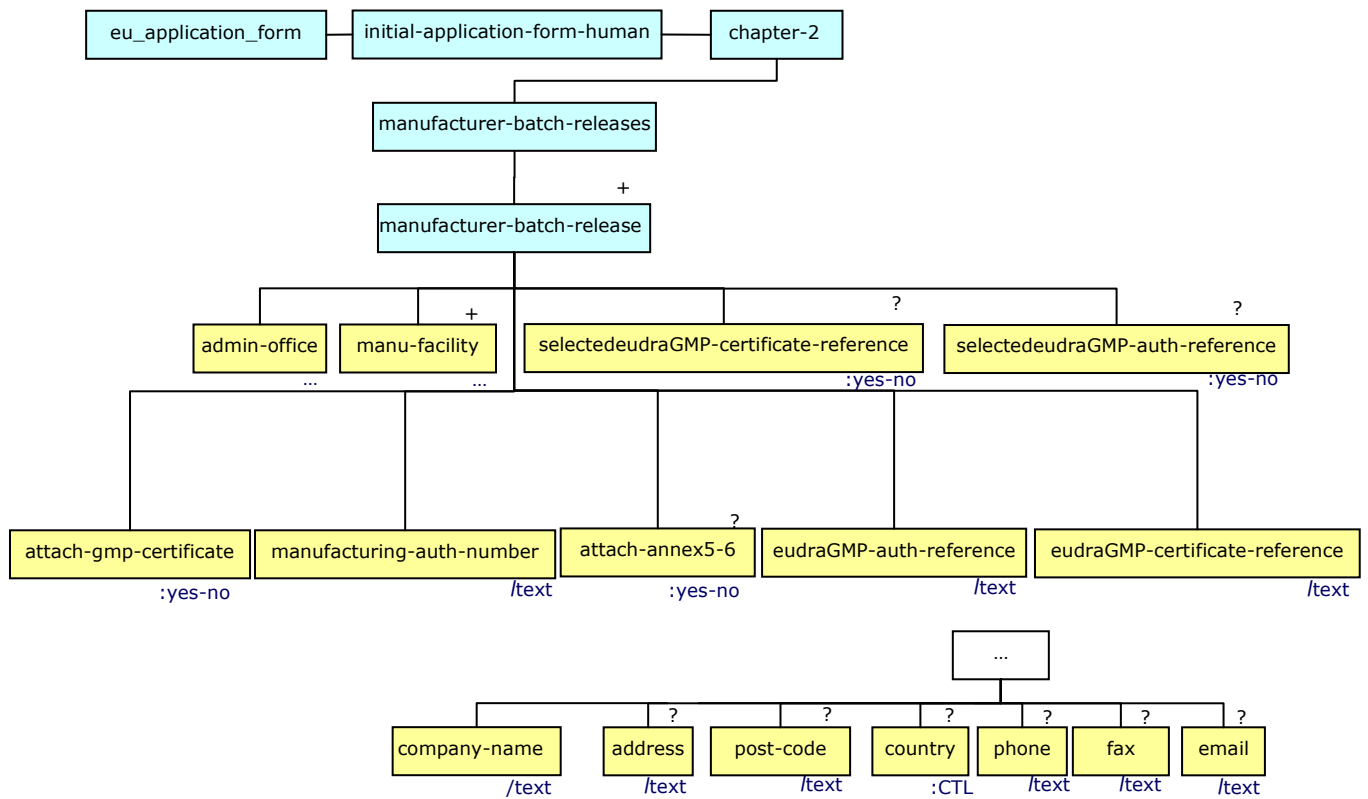 eu_application_form
initial-application-form-human
chapter-2
manufacturer-batch-releases
+
manufacturer-batch-release
+
?
?
admin-office
manu-facility
selectedeudraGMP-certificate-reference
selectedeudraGMP-auth-reference
...
...
:yes-no
:yes-no
?
attach-gmp-certificate
manufacturing-auth-number
attach-annex5-6
eudraGMP-auth-reference
eudraGMP-certificate-reference
:yes-no
/text
:yes-no
/text
/text
...
?
?
?
?
?
?
company-name
address
post-code
country
phone
fax
email
/text
/text
/text
:CTL
/text
/text
/text